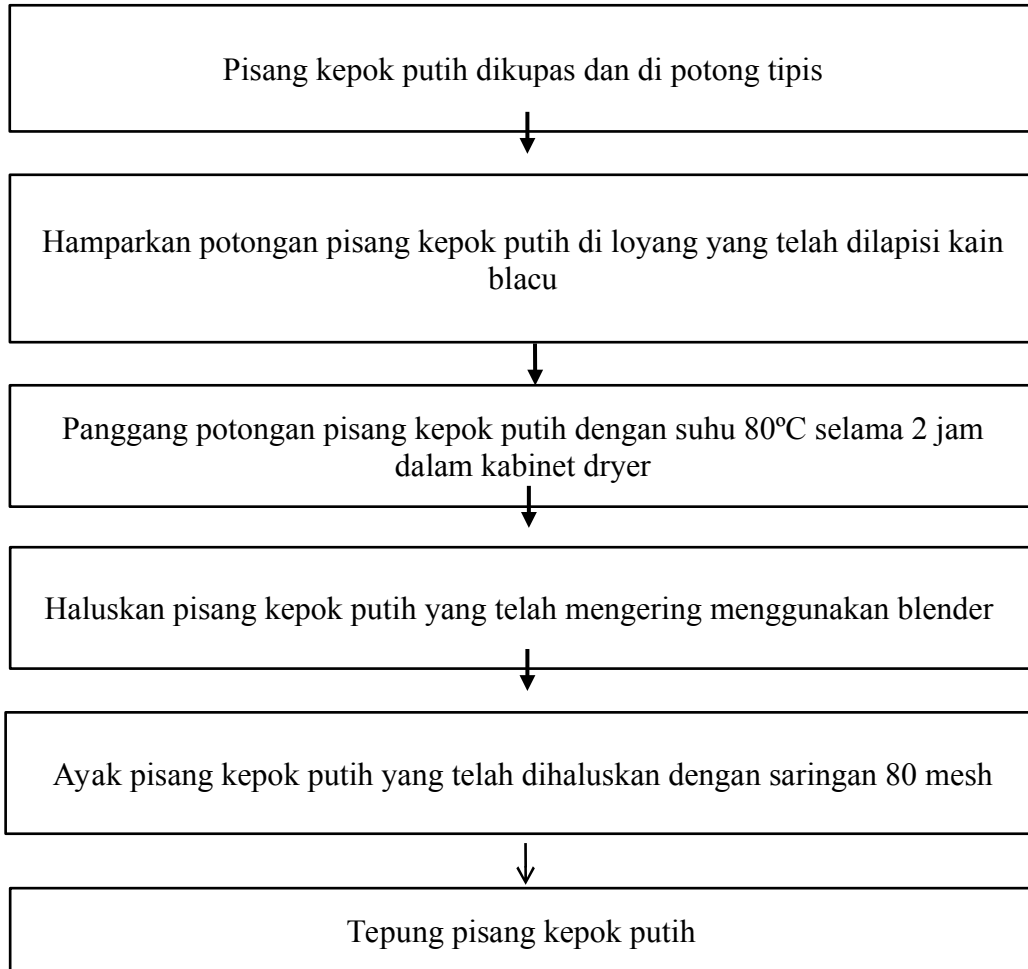 Pisang kepok putih dikupas dan di potong tipis
Hamparkan potongan pisang kepok putih di loyang yang telah dilapisi kain
blacu
Panggang potongan pisang kepok putih dengan suhu 80ºC selama 2 jam
dalam kabinet dryer
Haluskan pisang kepok putih yang telah mengering menggunakan blender
Ayak pisang kepok putih yang telah dihaluskan dengan saringan 80 mesh
Tepung pisang kepok putih